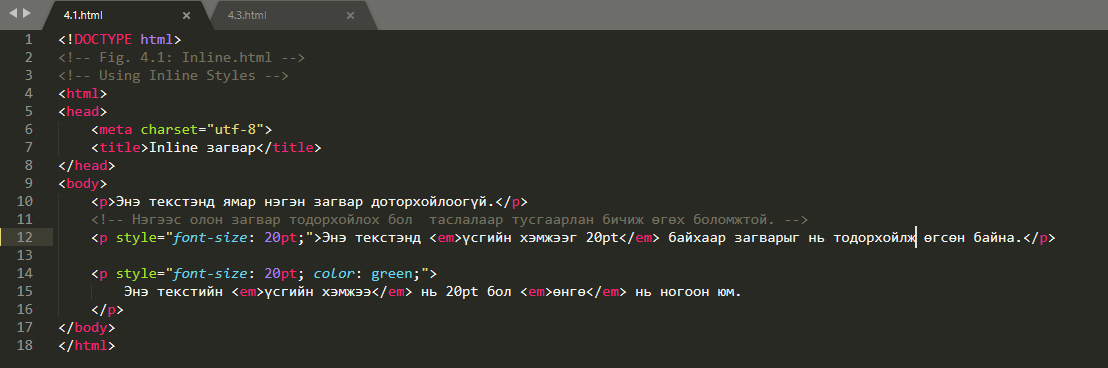 4.1.html × 4.3.html ×
1 <!DOCTYPE html>
2 <!-- Fig. 4.1: Inline.html -->
3 <!-- Using Inline Styles -->
4 <html>
5 <head>
6 <meta charset="utf-8">
7 <title>Inline загвар</title>
8 </head>
9 <body>
10 <p>Энэ текстэнд ямар нэгэн загвар доторхойлоогүй.</p>
11 <!-- Нэгээс олон загвар тодорхойлох бол  таслалаар тусгаарлан бичиж өгөх боломжтой. -->
12 <p style="font-size: 20pt;">Энэ текстэнд <em>үсгийн хэмжээг 20pt</em> байхаар загварыг нь тодорхойлж өгсөн байна.</p>
13
14 <p style="font-size: 20pt; color: green;">
15 Энэ текстийн <em>үсгийн хэмжээ</em> нь 20pt бол <em>өнгө</em> нь ногоон юм.
16 </p>
17 </body>
18 </html>